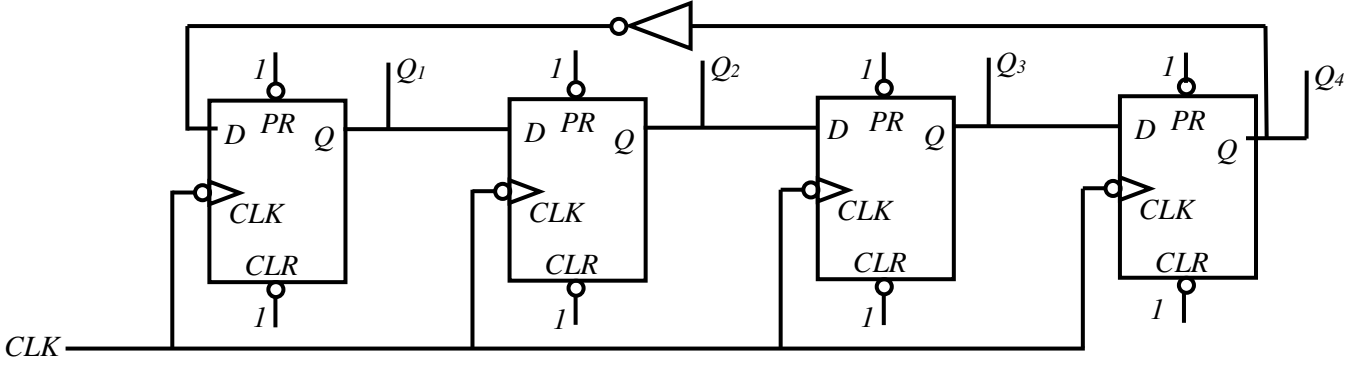 1 Q1 1 Q2 1 Q3 1 Q4
D PR Q D PR Q D PR Q D PR Q
CLK CLK CLK CLK
CLR CLR CLR CLR
1 1 1 1
CLK